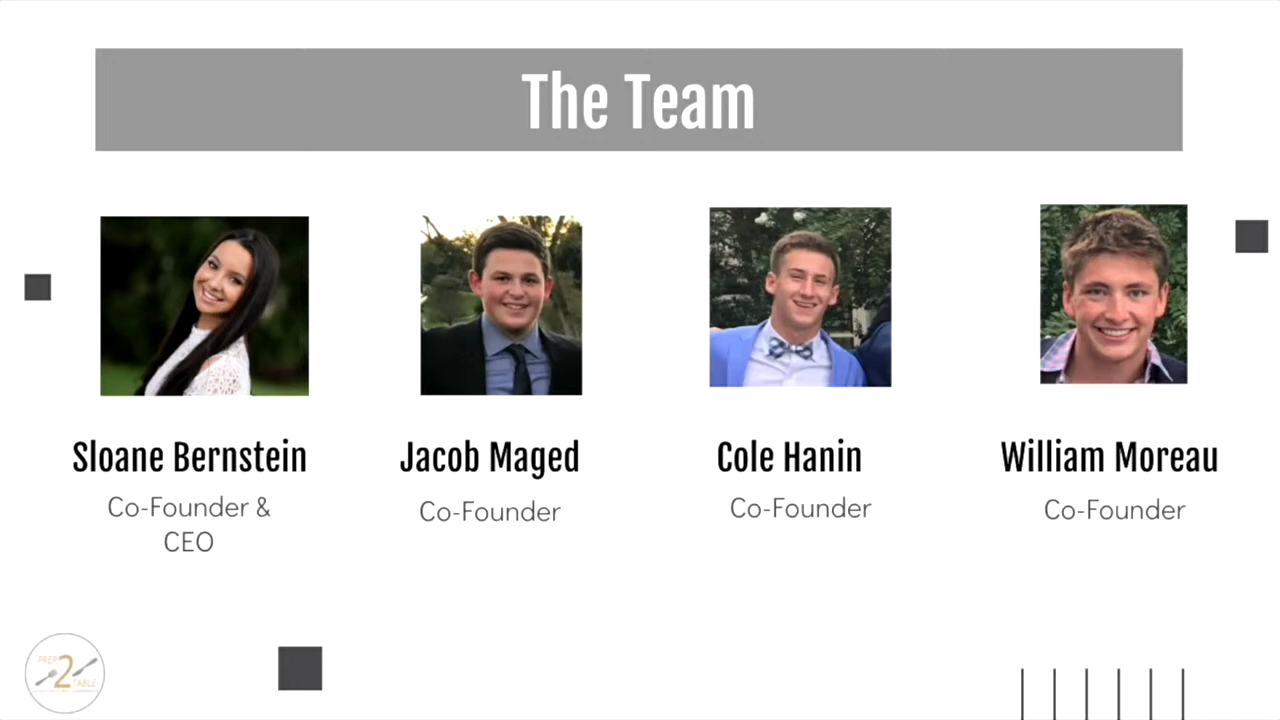 The Team
Sloane Bernstein
Jacob Maged
Cole Hanin
William Moreau
Co-Founder &
CEO
Co-Founder
Co-Founder
Co-Founder
PREP
2
TABLE